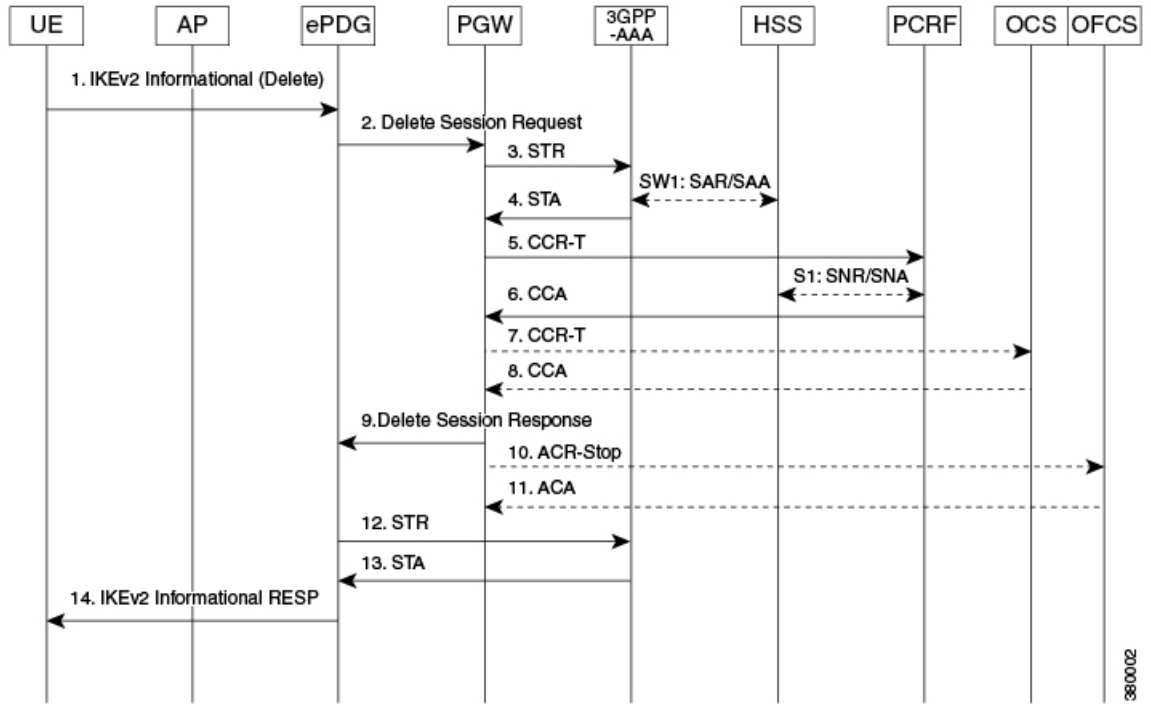 UE
AP
ePDG
PGW
3GPP
-AAA
HSS
PCRF
OCS
OFCS
1. IKEv2 Informational (Delete)
2. Delete Session Request
3. STR
SW1: SAR/SAA
4. STA
5. CCR-T
S1: SNR/SNA
6. CCA
7. CCR-T
8. CCA
9.Delete Session Response
10. ACR-Stop
11. ACA
12. STR
13. STA
14. IKEv2 Informational RESP
380002